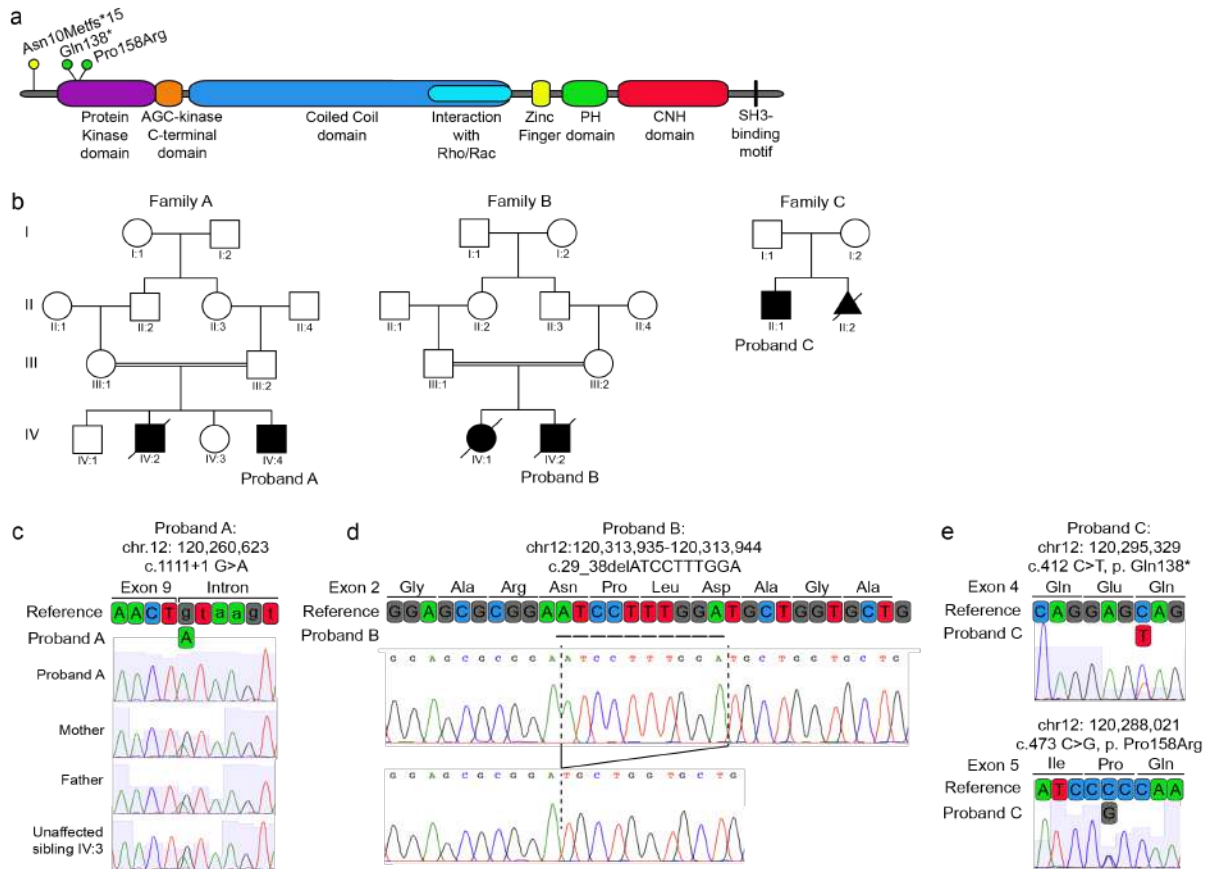 a
Asn10Metfs*15
Gln138*
Pro158Arg
Protein Kinase domain
AGC-kinase C-terminal domain
Coiled Coil domain
Interaction with Rho/Rac
Zinc Finger
PH domain
CNH domain
SH3-binding motif
b
Family A
Family B
Family C
I
I:1
I:2
I:1
I:2
I:1
I:2
II
II:1
II:2
II:3
II:4
II:1
II:2
II:3
II:4
II:1
II:2
Proband C
III
III:1
III:2
III:1
III:2
IV
IV:1
IV:2
IV:3
IV:4
IV:1
IV:2
Proband A
Proband B
c
Proband A:
chr.12: 120,260,623
c.1111+1 G>A
Exon 9
Intron
Reference
A A C T g t a a g t
Proband A
A
Proband A
Mother
Father
Unaffected sibling IV:3
d
Proband B:
chr12:120,313,935-120,313,944
c.29_38delATCCTTTGGA
Exon 2
Gly Ala Arg Asn Pro Leu Asp Ala Gly Ala
Reference
G G A G C G C G G A A T C C T T T G G A T G C T G G T G C T G
Proband B
G G A G C G C G G A A T C C T T T G G A T G C T G G T G C T G
G G A G C G C G G A T G C T G G T G C T G
e
Proband C:
chr12: 120,295,329
c.412 C>T, p. Gln138*
Exon 4
Gln Glu Gln
Reference
C A G G A G C A G
Proband C
T
chr12: 120,288,021
c.473 C>G, p. Pro158Arg
Exon 5
Ile Pro Gln
Reference
A T C C C C C A A
Proband C
G